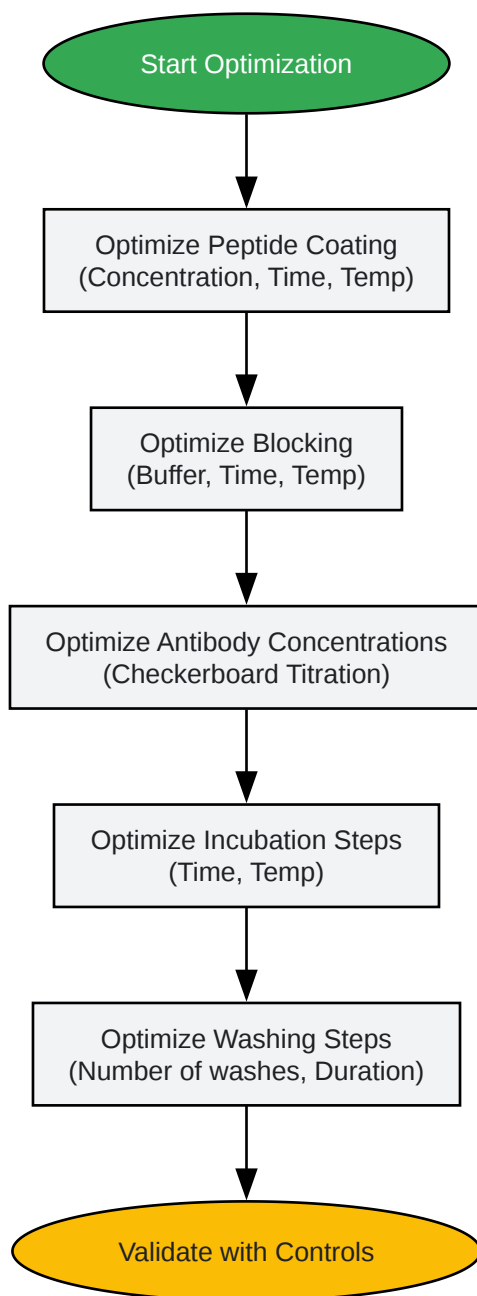 Start Optimization
Optimize Peptide Coating
(Concentration, Time, Temp)
Optimize Blocking
(Buffer, Time, Temp)
Optimize Antibody Concentrations
(Checkerboard Titration)
Optimize Incubation Steps
(Time, Temp)
Optimize Washing Steps
(Number of washes, Duration)
Validate with Controls